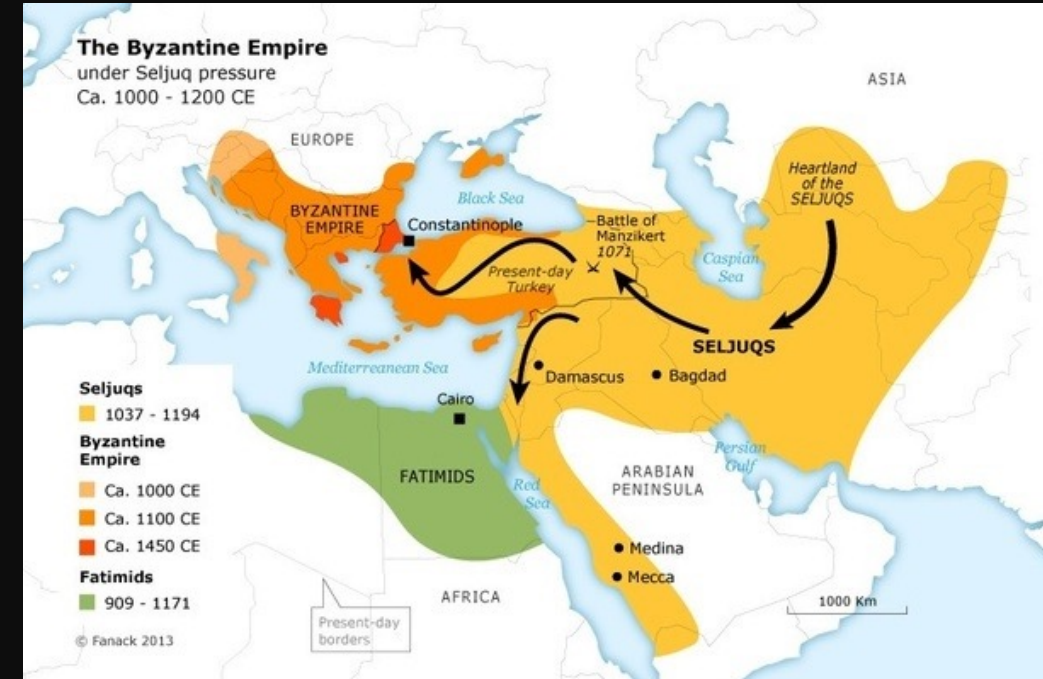 The Byzantine Empire
under Seljuq pressure
Ca. 1000 - 1200 CE
ASIA
EUROPE
Heartland
of the
SELJUQS
Black Sea
BYZANTINE
EMPIRE
Constantinople
Battle of
Manzikert
1071
Caspian
Sea
Present-day
Turkey
SELJUQS
Mediterranean Sea
Damascus
Bagdad
Seljuqs
1037 - 1194
Cairo
Byzantine
Empire
Persian
Gulf
ARABIAN
PENINSULA
FATIMIDS
Red
Sea
Ca. 1000 CE
Ca. 1100 CE
Ca. 1450 CE
Medina
Mecca
Fatimids
909 - 1171
AFRICA
1000 Km
Present-day
borders
© Fanack 2013